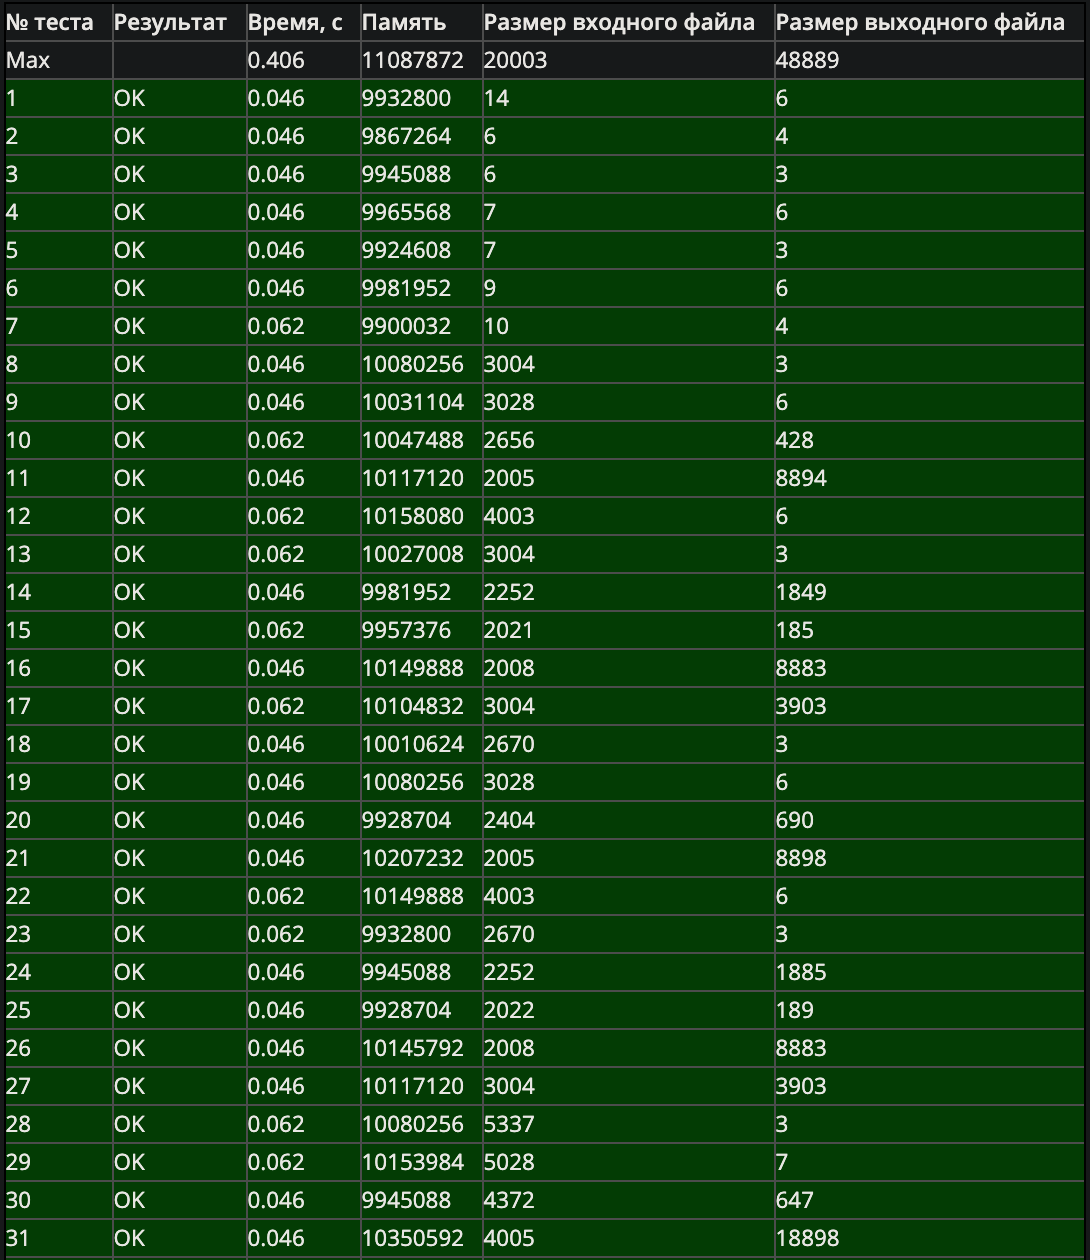 № теста Результат Время, с Память Размер входного файла Размер выходного файла
Max 0.406 11087872 20003 48889
1 OK 0.046 9932800 14 6
2 OK 0.046 9867264 6 4
3 OK 0.046 9945088 6 3
4 OK 0.046 9965568 7 6
5 OK 0.046 9924608 7 3
6 OK 0.046 9981952 9 6
7 OK 0.062 9900032 10 4
8 OK 0.046 10080256 3004 3
9 OK 0.046 10031104 3028 6
10 OK 0.062 10047488 2656 428
11 OK 0.046 10117120 2005 8894
12 OK 0.062 10158080 4003 6
13 OK 0.062 10027008 3004 3
14 OK 0.046 9981952 2252 1849
15 OK 0.062 9957376 2021 185
16 OK 0.046 10149888 2008 8883
17 OK 0.062 10104832 3004 3903
18 OK 0.046 10010624 2670 3
19 OK 0.046 10080256 3028 6
20 OK 0.046 9928704 2404 690
21 OK 0.046 10207232 2005 8898
22 OK 0.062 10149888 4003 6
23 OK 0.062 9932800 2670 3
24 OK 0.046 9945088 2252 1885
25 OK 0.046 9928704 2022 189
26 OK 0.046 10145792 2008 8883
27 OK 0.046 10117120 3004 3903
28 OK 0.062 10080256 5337 3
29 OK 0.062 10153984 5028 7
30 OK 0.046 9945088 4372 647
31 OK 0.046 10350592 4005 18898